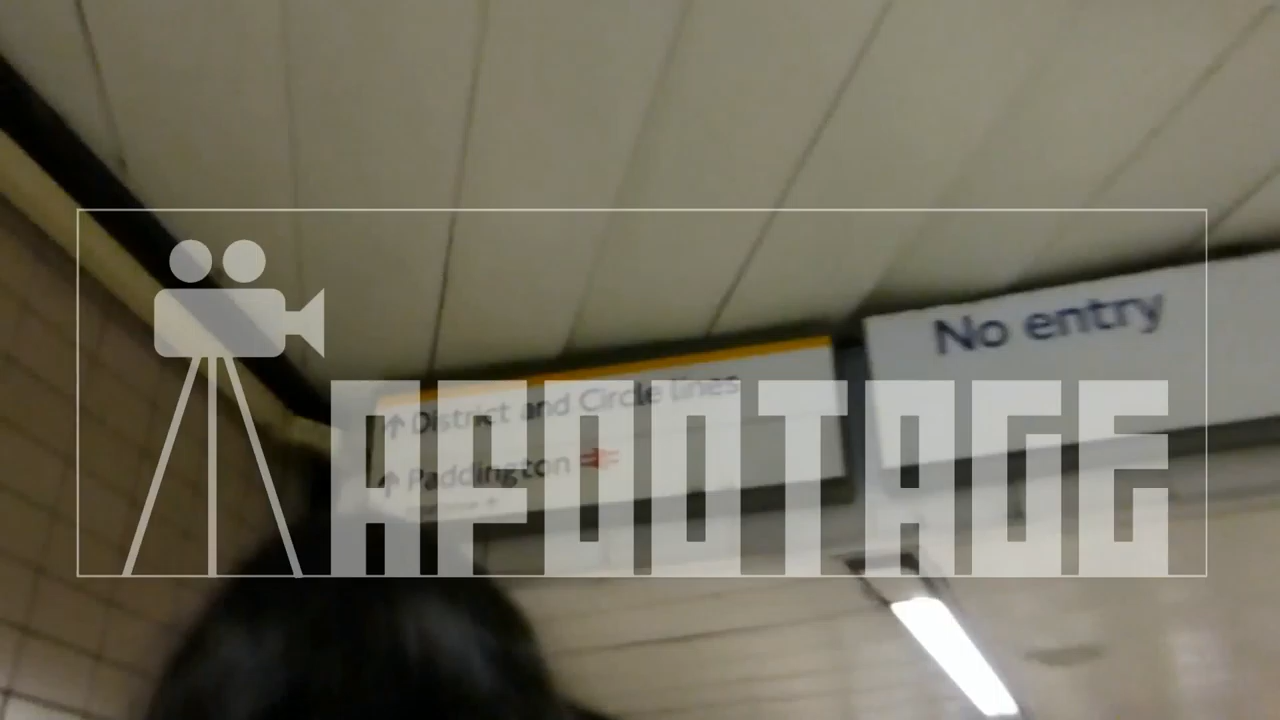 No entry
↑ District and Circle lines
↑ Paddington
AFOOTAGE